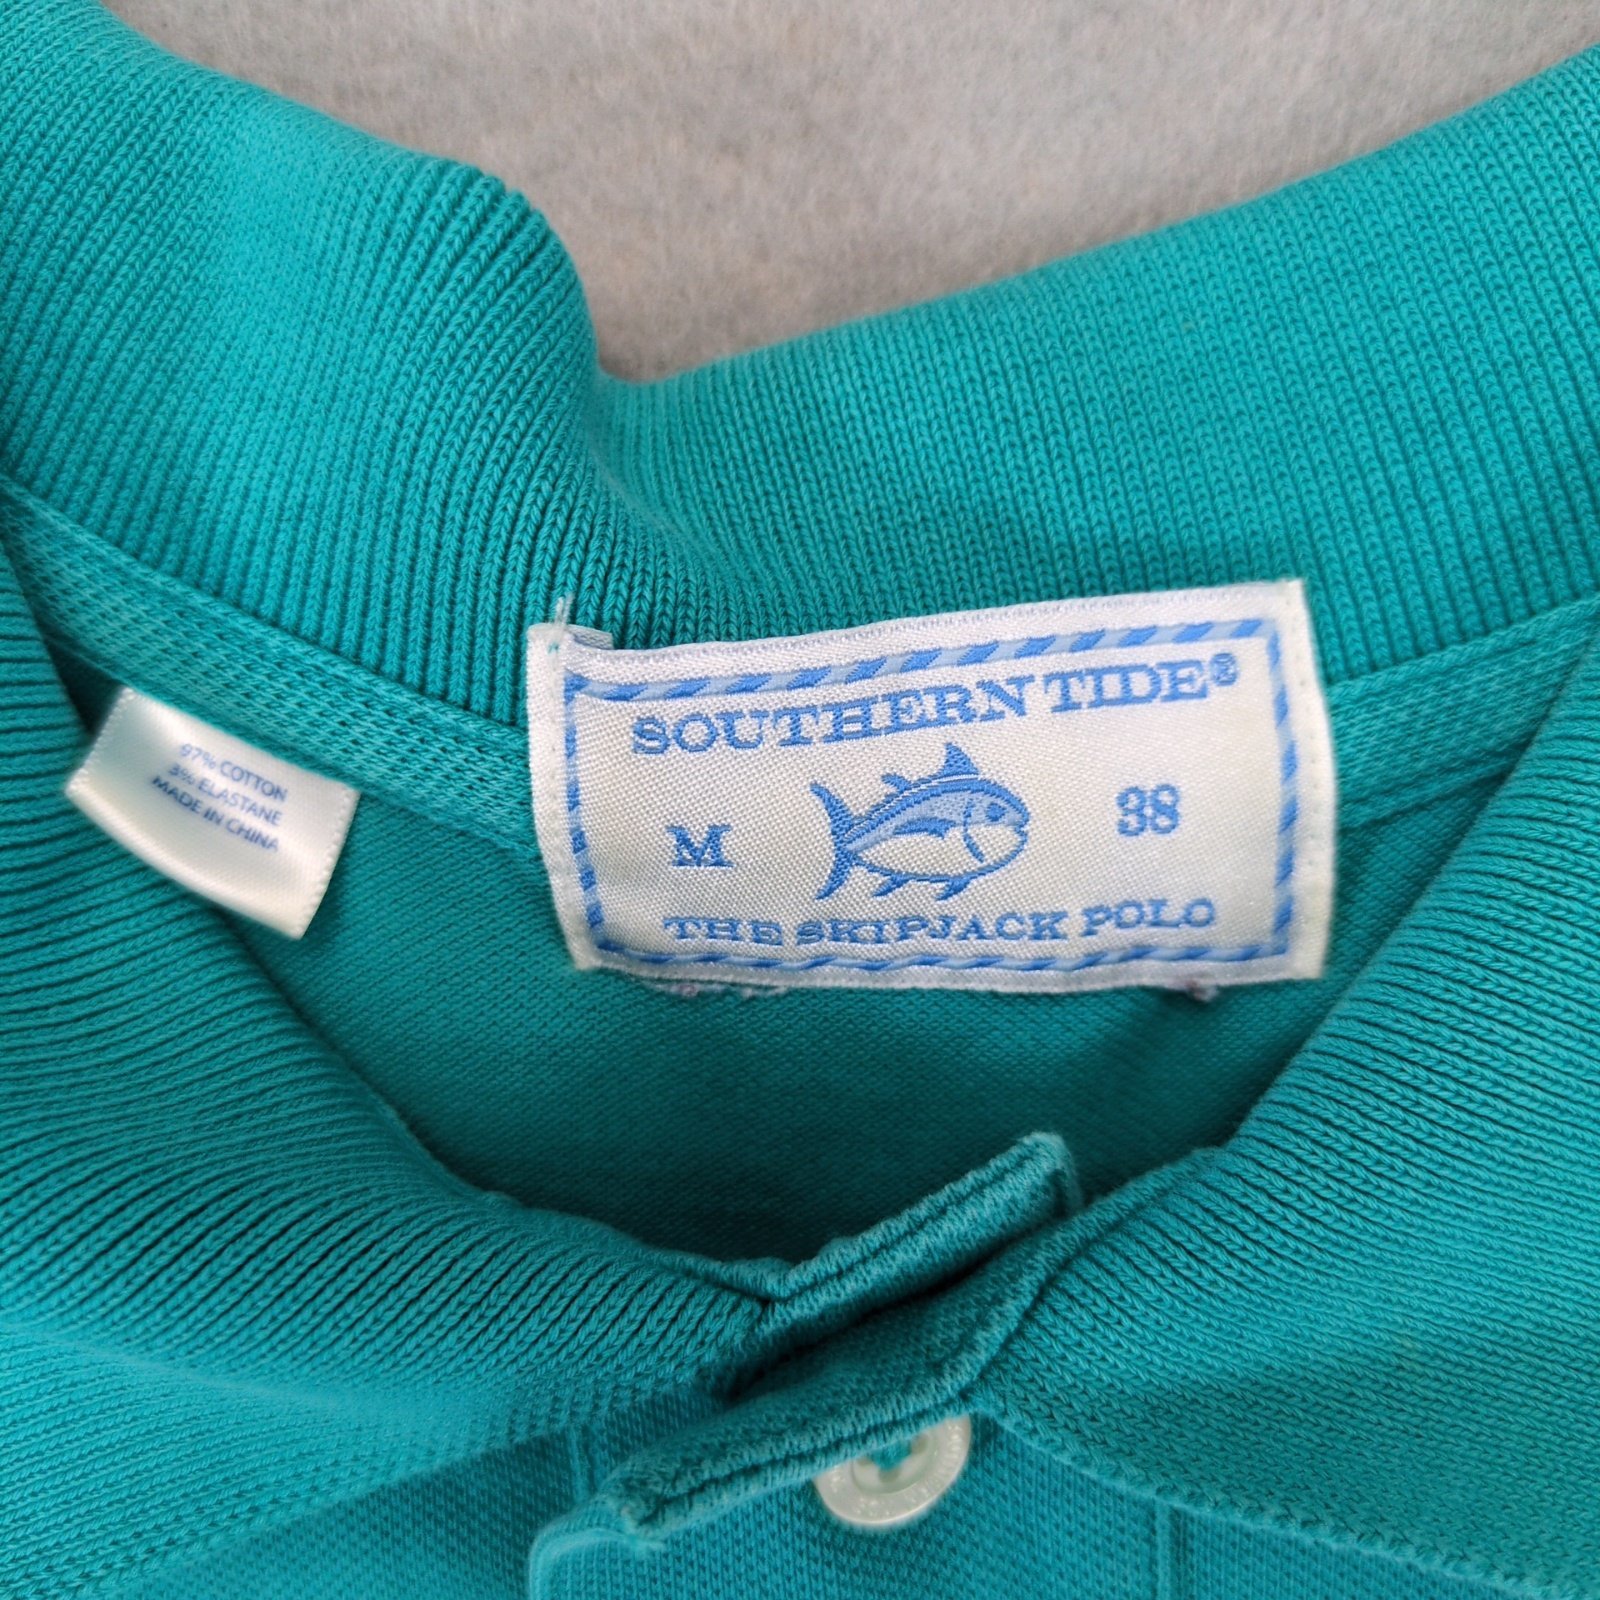 SOUTHERN TIDE®
M 38
THE SKIPJACK POLO
97% COTTON
3% ELASTANE
MADE IN CHINA